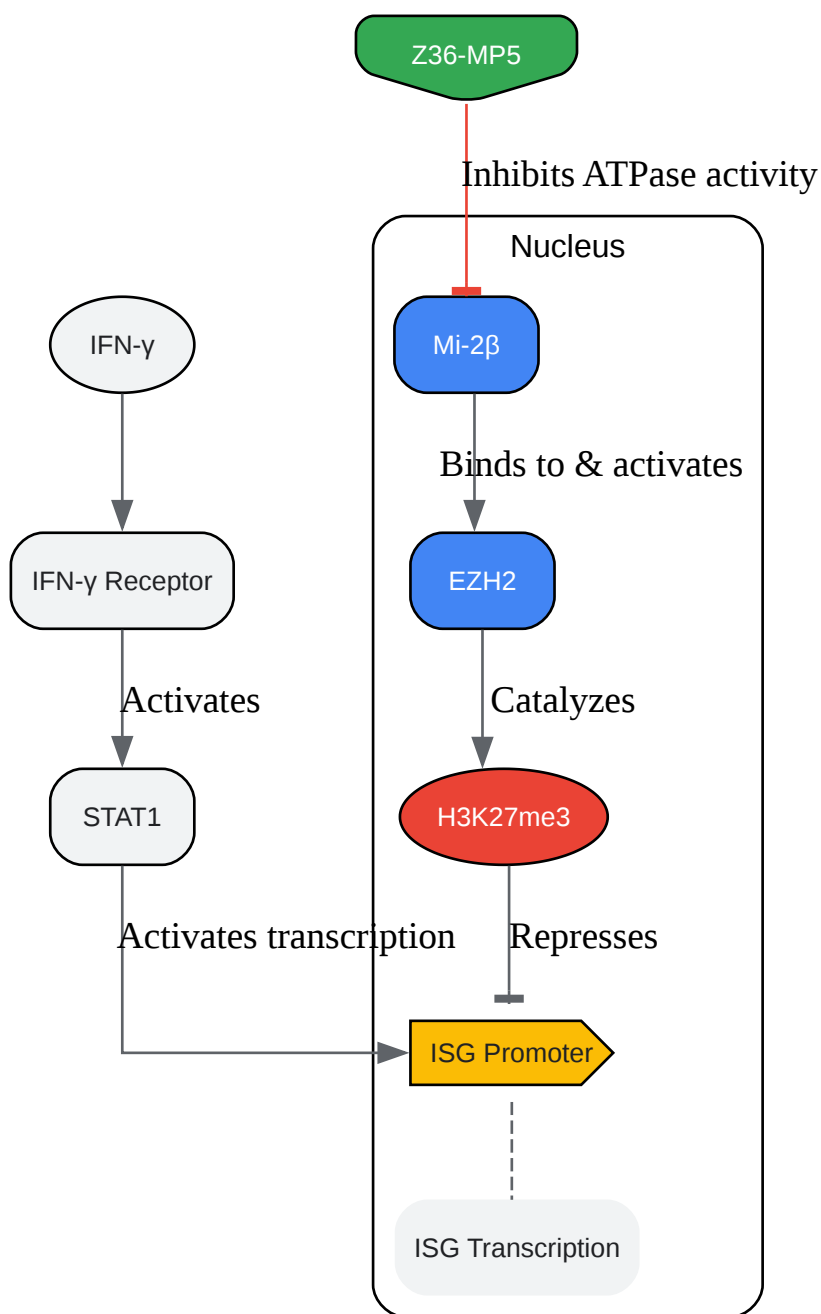 Z36-MP5
Inhibits ATPase activity
Nucleus
IFN-γ
Mi-2β
Binds to & activates
IFN-γ Receptor
EZH2
Activates
Catalyzes
STAT1
H3K27me3
Activates transcription
Represses
ISG Promoter
ISG Transcription